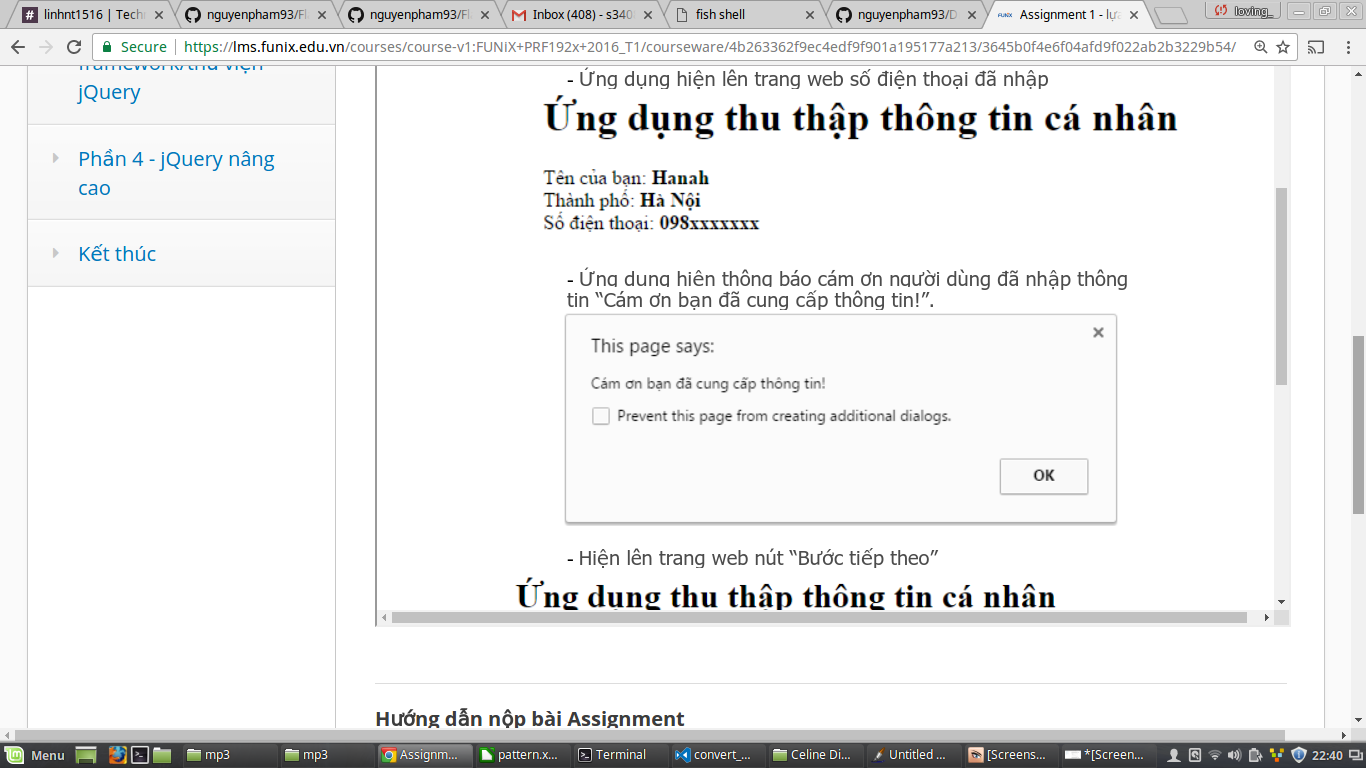 linhnt1516 | Techn
nguyenpham93/Fl
nguyenpham93/Fl
Inbox (408) - s340
fish shell
nguyenpham93/D
Assignment 1 - lự
loving_
Secure
https://lms.funix.edu.vn/courses/course-v1:FUNiX+PRF192x+2016_T1/courseware/4b263362f9ec4edf9f901a195177a213/3645b0f4e6f04afd9f022ab2b3229b54/
framework/thư viện
jQuery
Phần 4 - jQuery nâng
cao
Kết thúc
- Ứng dụng hiện lên trang web số điện thoại đã nhập
Ứng dụng thu thập thông tin cá nhân
Tên của bạn: Hanah
Thành phố: Hà Nội
Số điện thoại: 098xxxxxxx
- Ứng dụng hiện thông báo cám ơn người dùng đã nhập thông
tin “Cám ơn bạn đã cung cấp thông tin!”.
This page says:
Cám ơn bạn đã cung cấp thông tin!
Prevent this page from creating additional dialogs.
OK
- Hiện lên trang web nút “Bước tiếp theo”
Ứng dụng thu thập thông tin cá nhân
Hướng dẫn nộp bài Assignment
Menu
mp3
mp3
Assignm...
pattern.x...
Terminal
convert_...
Celine Di...
Untitled ...
[Screens...
*[Screen...
22:40